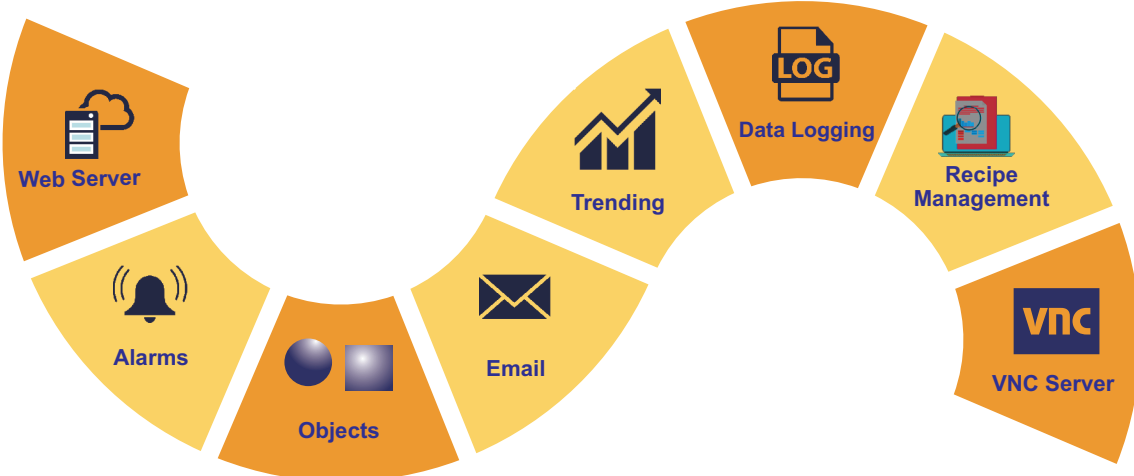 Web Server
Alarms
Objects
Email
Trending
LOG
Data Logging
Recipe
Management
VNC
VNC Server